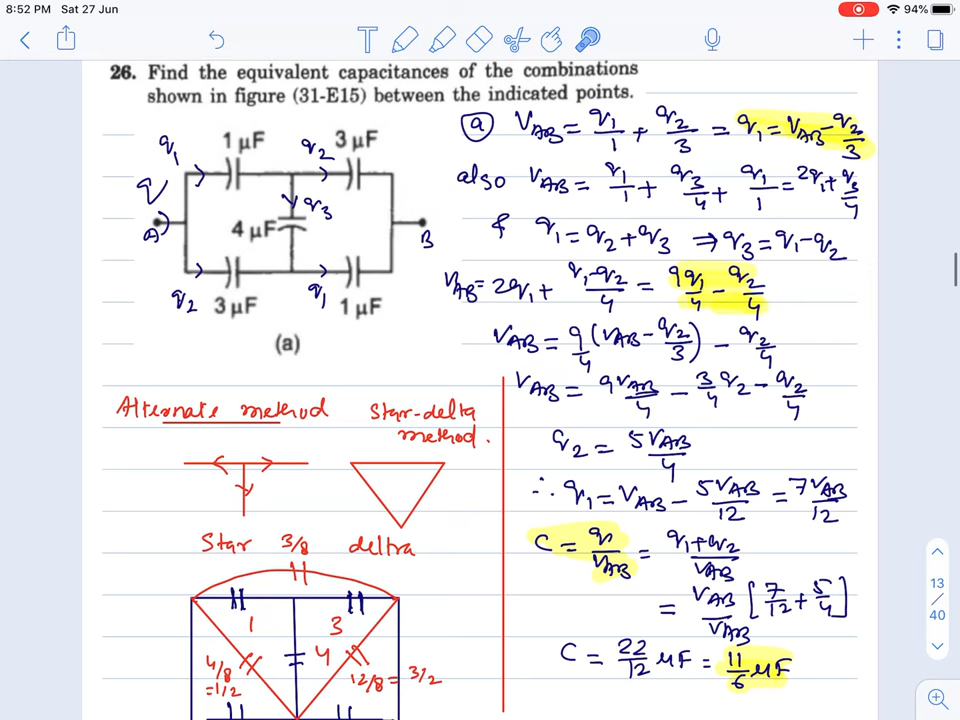 8:52 PM Sat 27 Jun
94%
26. Find the equivalent capacitances of the combinations
shown in figure (31-E15) between the indicated points.
q1 1 μF q2 3 μF
q
q3
A 4 μF B
q2 3 μF q1 1 μF
(a)
(a) VAB = q1/1 + q2/3 = q1 = VAB - q2/3
also VAB = q1/1 + q3/4 + q1/1 = 2q1 + q3/4
& q1 = q2 + q3 ⇒ q3 = q1 - q2
VAB = 2q1 + q1-q2/4 = 9q1/4 - q2/4
VAB = 9/4 (VAB - q2/3) - q2/4
VAB = 9VAB/4 - 3/4 q2 - q2/4
q2 = 5VAB/4
∴ q1 = VAB - 5VAB/12 = 7VAB/12
C = q/VAB = q1+q2/VAB
= VAB/VAB [7/12 + 5/4]
C = 22/12 μF = 11/6 μF
Alternate method
Star-delta
method.
Star delta
3/8
1 3
4
4/8
=1/2
12/8 = 3/2
13
/
40